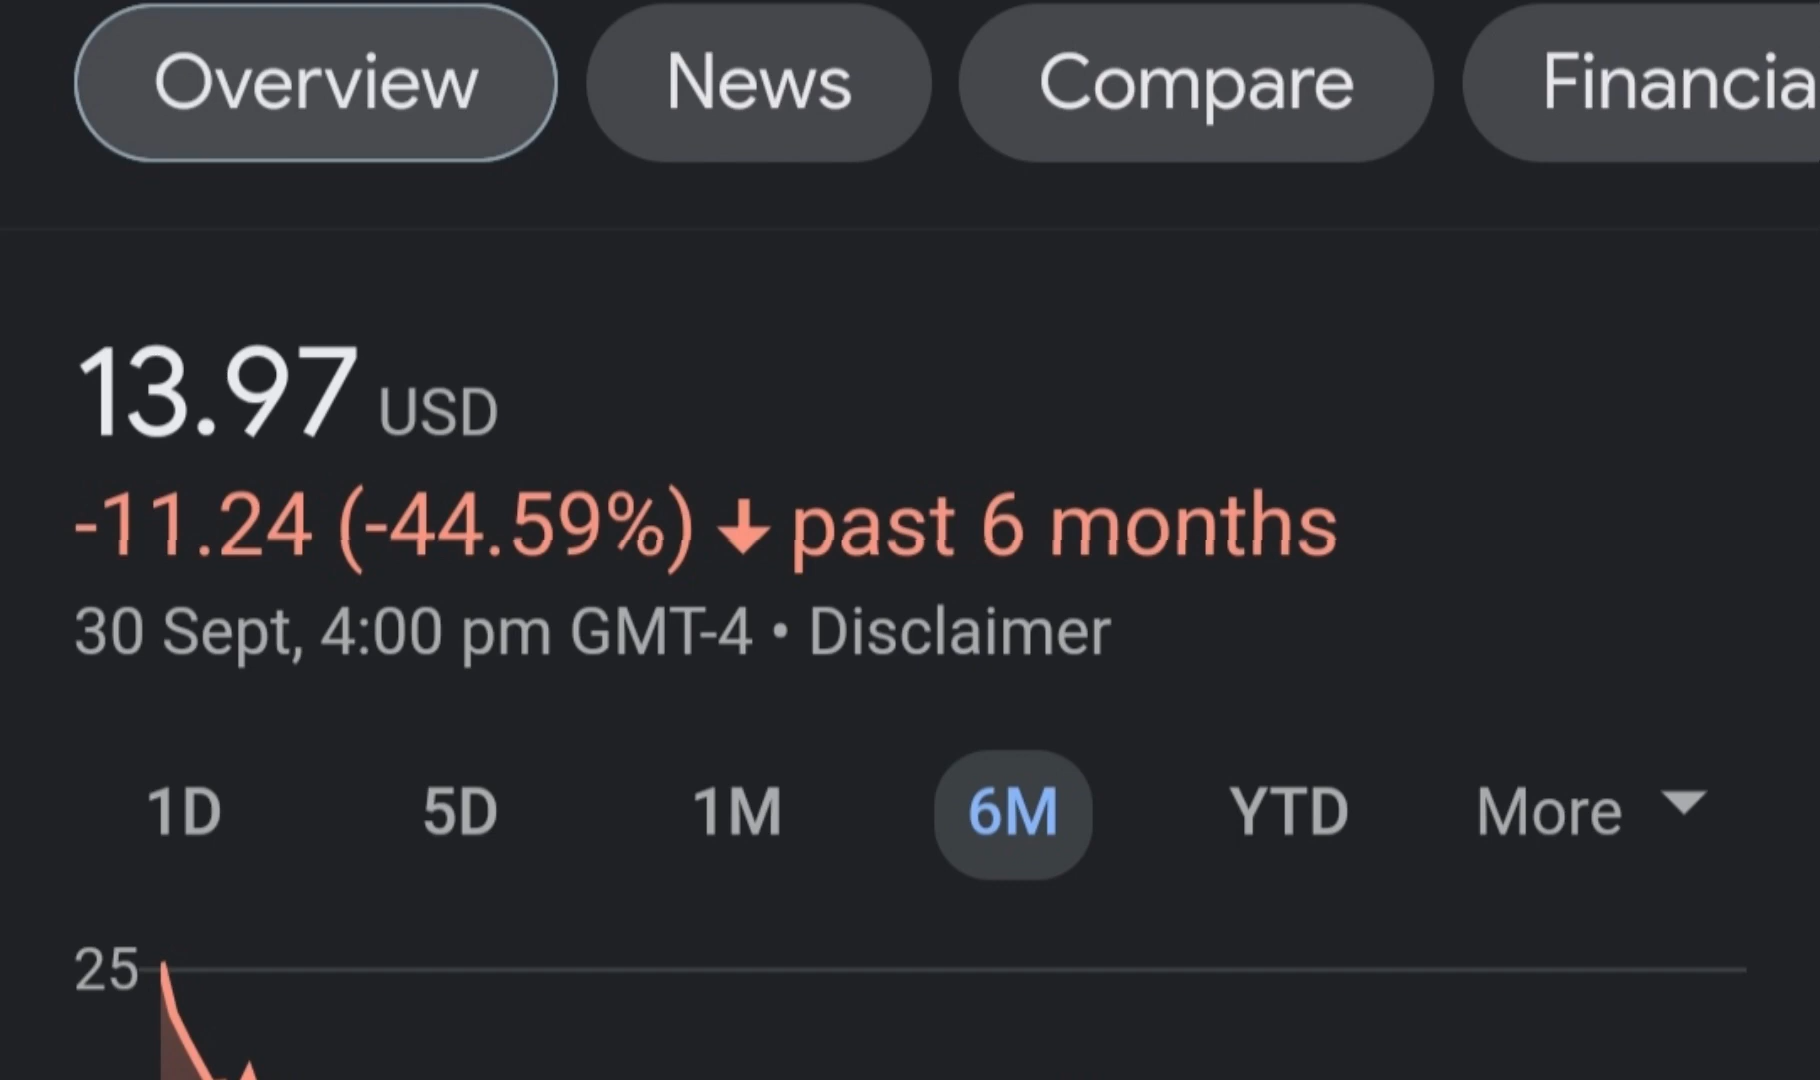 Overview News Compare Financia
13.97 USD
-11.24 (-44.59%) ↓ past 6 months
30 Sept, 4:00 pm GMT-4 • Disclaimer
1D 5D 1M 6M YTD More
25